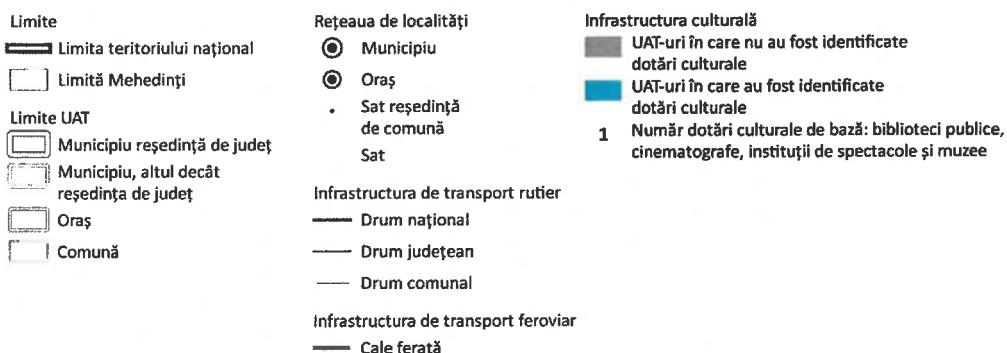 Limite
Limita teritoriului național
Limită Mehedinți
Limite UAT
Municipiu reședință de județ
Municipiu, altul decât
reședința de județ
Oraș
Comună
Rețeaua de localități
Municipiu
Oraș
Sat reședință
de comună
Sat
Infrastructura de transport rutier
Drum național
Drum județean
Drum comunal
Infrastructura de transport feroviar
Cale ferată
Infrastructura culturală
UAT-uri în care nu au fost identificate
dotări culturale
UAT-uri în care au fost identificate
dotări culturale
1 Număr dotări culturale de bază: biblioteci publice,
cinematografe, instituții de spectacole și muzee